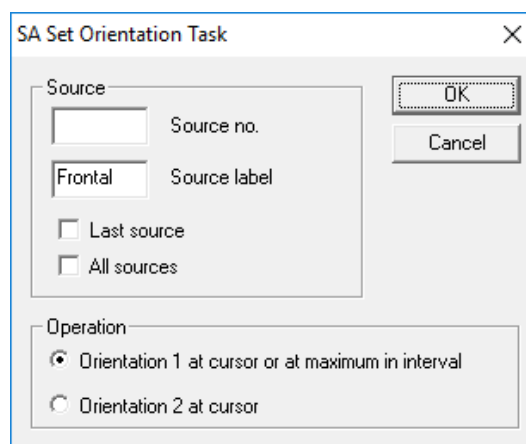 SA Set Orientation Task
Source
OK
Source no.
Cancel
Frontal Source label
Last source
All sources
Operation
Orientation 1 at cursor or at maximum in interval
Orientation 2 at cursor